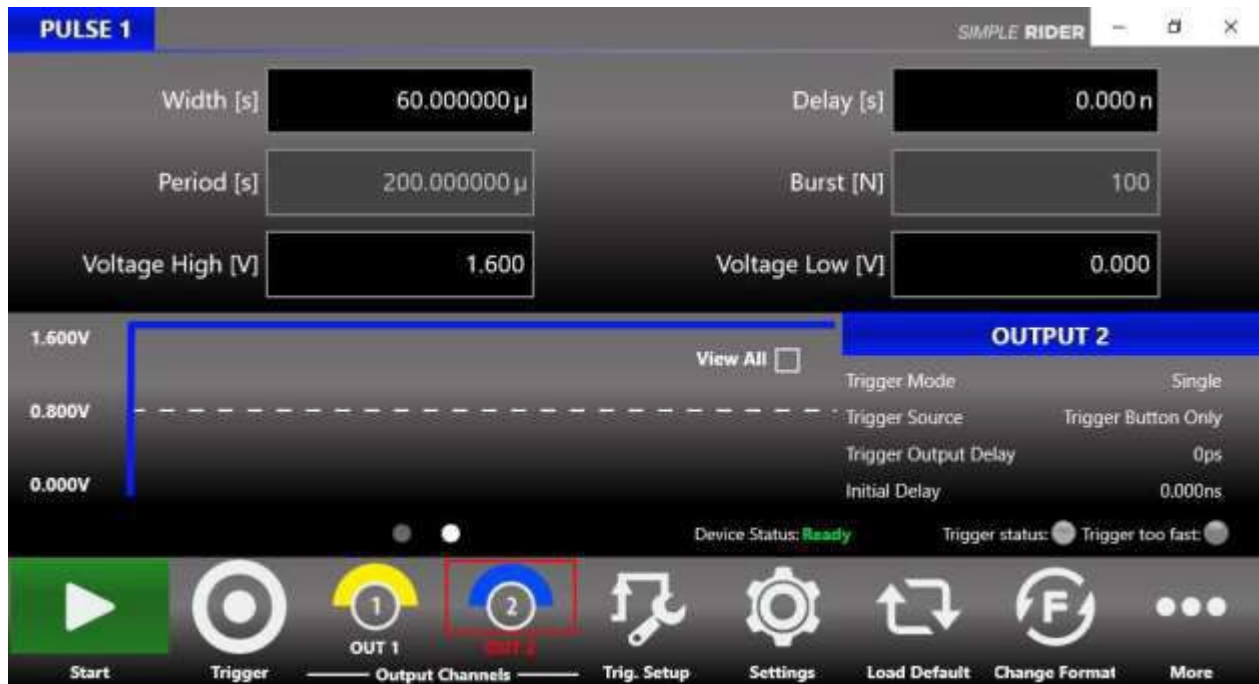 PULSE 1
SIMPLE RIDER
Width [s] 60.000000 µ
Delay [s] 0.000 n
Period [s] 200.000000 µ
Burst [N] 100
Voltage High [V] 1.600
Voltage Low [V] 0.000
1.600V
View All
0.800V
0.000V
OUTPUT 2
Trigger Mode Single
Trigger Source Trigger Button Only
Trigger Output Delay 0ps
Initial Delay 0.000ns
Device Status: Ready
Trigger status:
Trigger too fast:
1
2
F
OUT 1
OUT 2
Start
Trigger
Output Channels
Trig. Setup
Settings
Load Default
Change Format
More